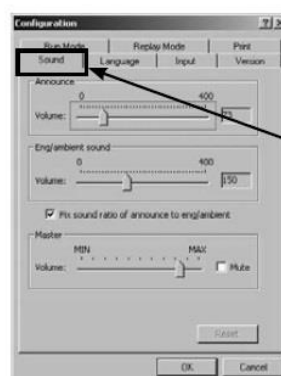 Configuration
Run Mode Replay Mode Print
Sound Language Input Version
Announce
0 400
Volume: 75
Eng/ambient sound
0 400
Volume: 150
Fix sound ratio of announce to eng/ambient
Master
MIN MAX
Volume: Mute
Reset
OK Cancel